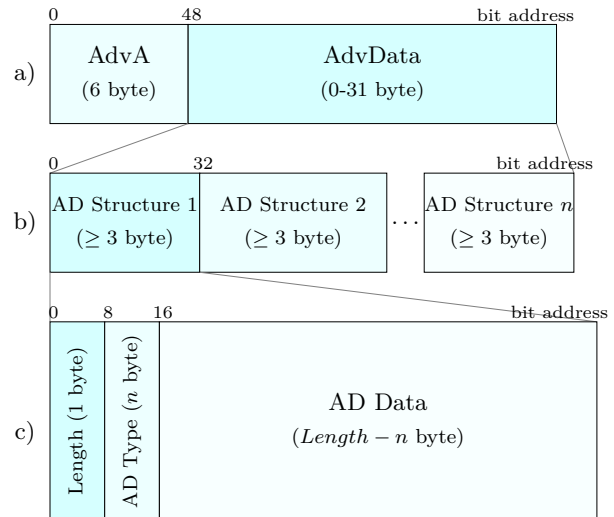 0 48 bit address
a) AdvA AdvData
(6 byte) (0-31 byte)
0 32 bit address
b) AD Structure 1 AD Structure 2 ... AD Structure n
(≥ 3 byte) (≥ 3 byte) (≥ 3 byte)
0 8 16 bit address
c) Length (1 byte) AD Type (n byte) AD Data
(Length − n byte)